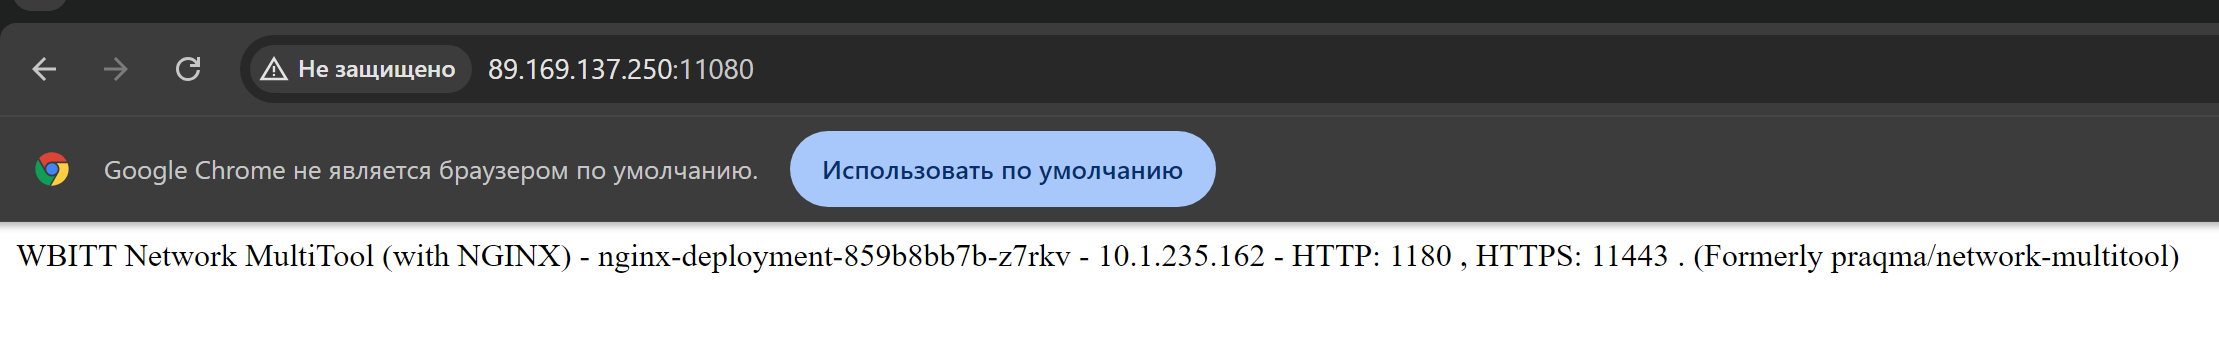 Не защищено 89.169.137.250:11080
Google Chrome не является браузером по умолчанию. Использовать по умолчанию
WBITT Network MultiTool (with NGINX) - nginx-deployment-859b8bb7b-z7rkv - 10.1.235.162 - HTTP: 1180 , HTTPS: 11443 . (Formerly praqma/network-multitool)